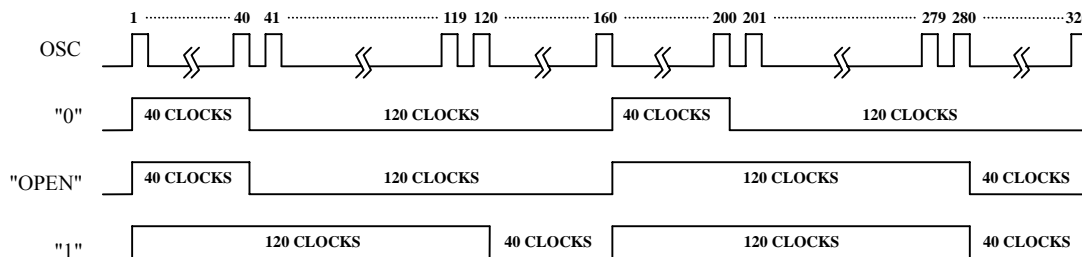 1 ............... 40 41 ............................ 119 120 ............... 160 ............... 200 201 ............................ 279 280 ...............
OSC
"0" 40 CLOCKS 120 CLOCKS 40 CLOCKS 120 CLOCKS
"OPEN" 40 CLOCKS 120 CLOCKS 120 CLOCKS 40 CLOCKS
"1" 120 CLOCKS 40 CLOCKS 120 CLOCKS 40 CLOCKS